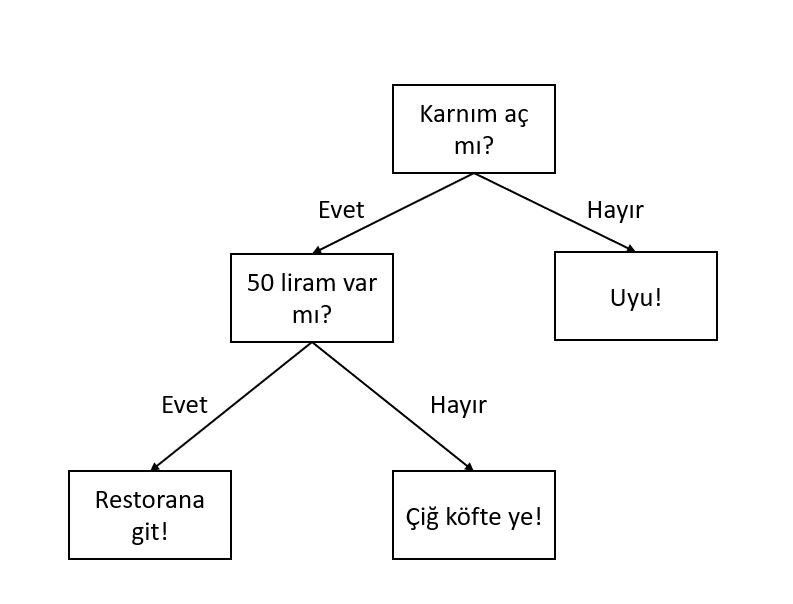 Karnım aç
mı?
Evet
Hayır
50 liram var
mı?
Uyu!
Evet
Hayır
Restorana
git!
Çiğ köfte ye!